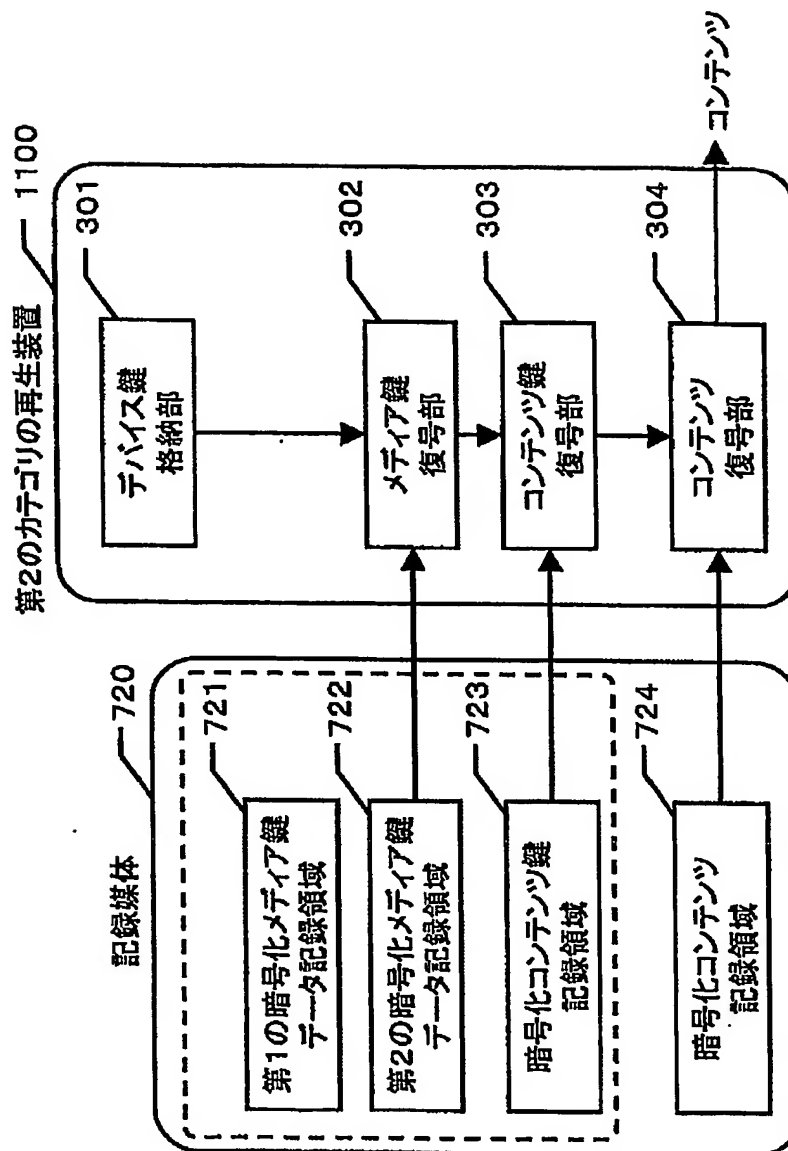 第2のカテゴリの再生装置
1100
301
デバイス鍵
格納部
302
メディア鍵
復号部
303
コンテンツ鍵
復号部
304
コンテンツ
復号部
コンテンツ
記録媒体
720
721
第1の暗号化メディア鍵
データ記録領域
722
第2の暗号化メディア鍵
データ記録領域
723
暗号化コンテンツ鍵
記録領域
724
暗号化コンテンツ
記録領域